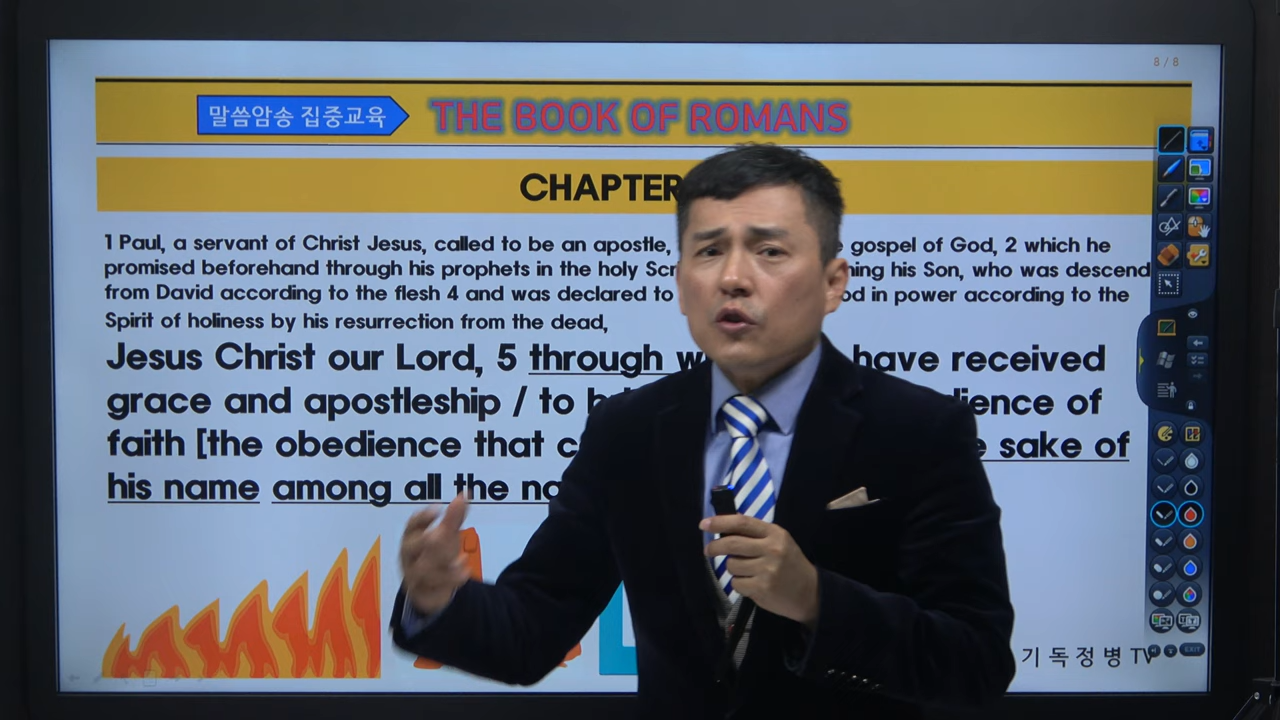 8 / 8
말씀암송 집중교육 THE BOOK OF ROMANS
CHAPTER
1 Paul, a servant of Christ Jesus, called to be an apostle, gospel of God, 2 which he
promised beforehand through his prophets in the holy his Son, who was descend
from David according to the flesh 4 and was declared to in power according to the
Spirit of holiness by his resurrection from the dead,
Jesus Christ our Lord, 5 through have received
grace and apostleship / to of
faith [the obedience that sake of
his name among all the
기독정병 TV
EXIT